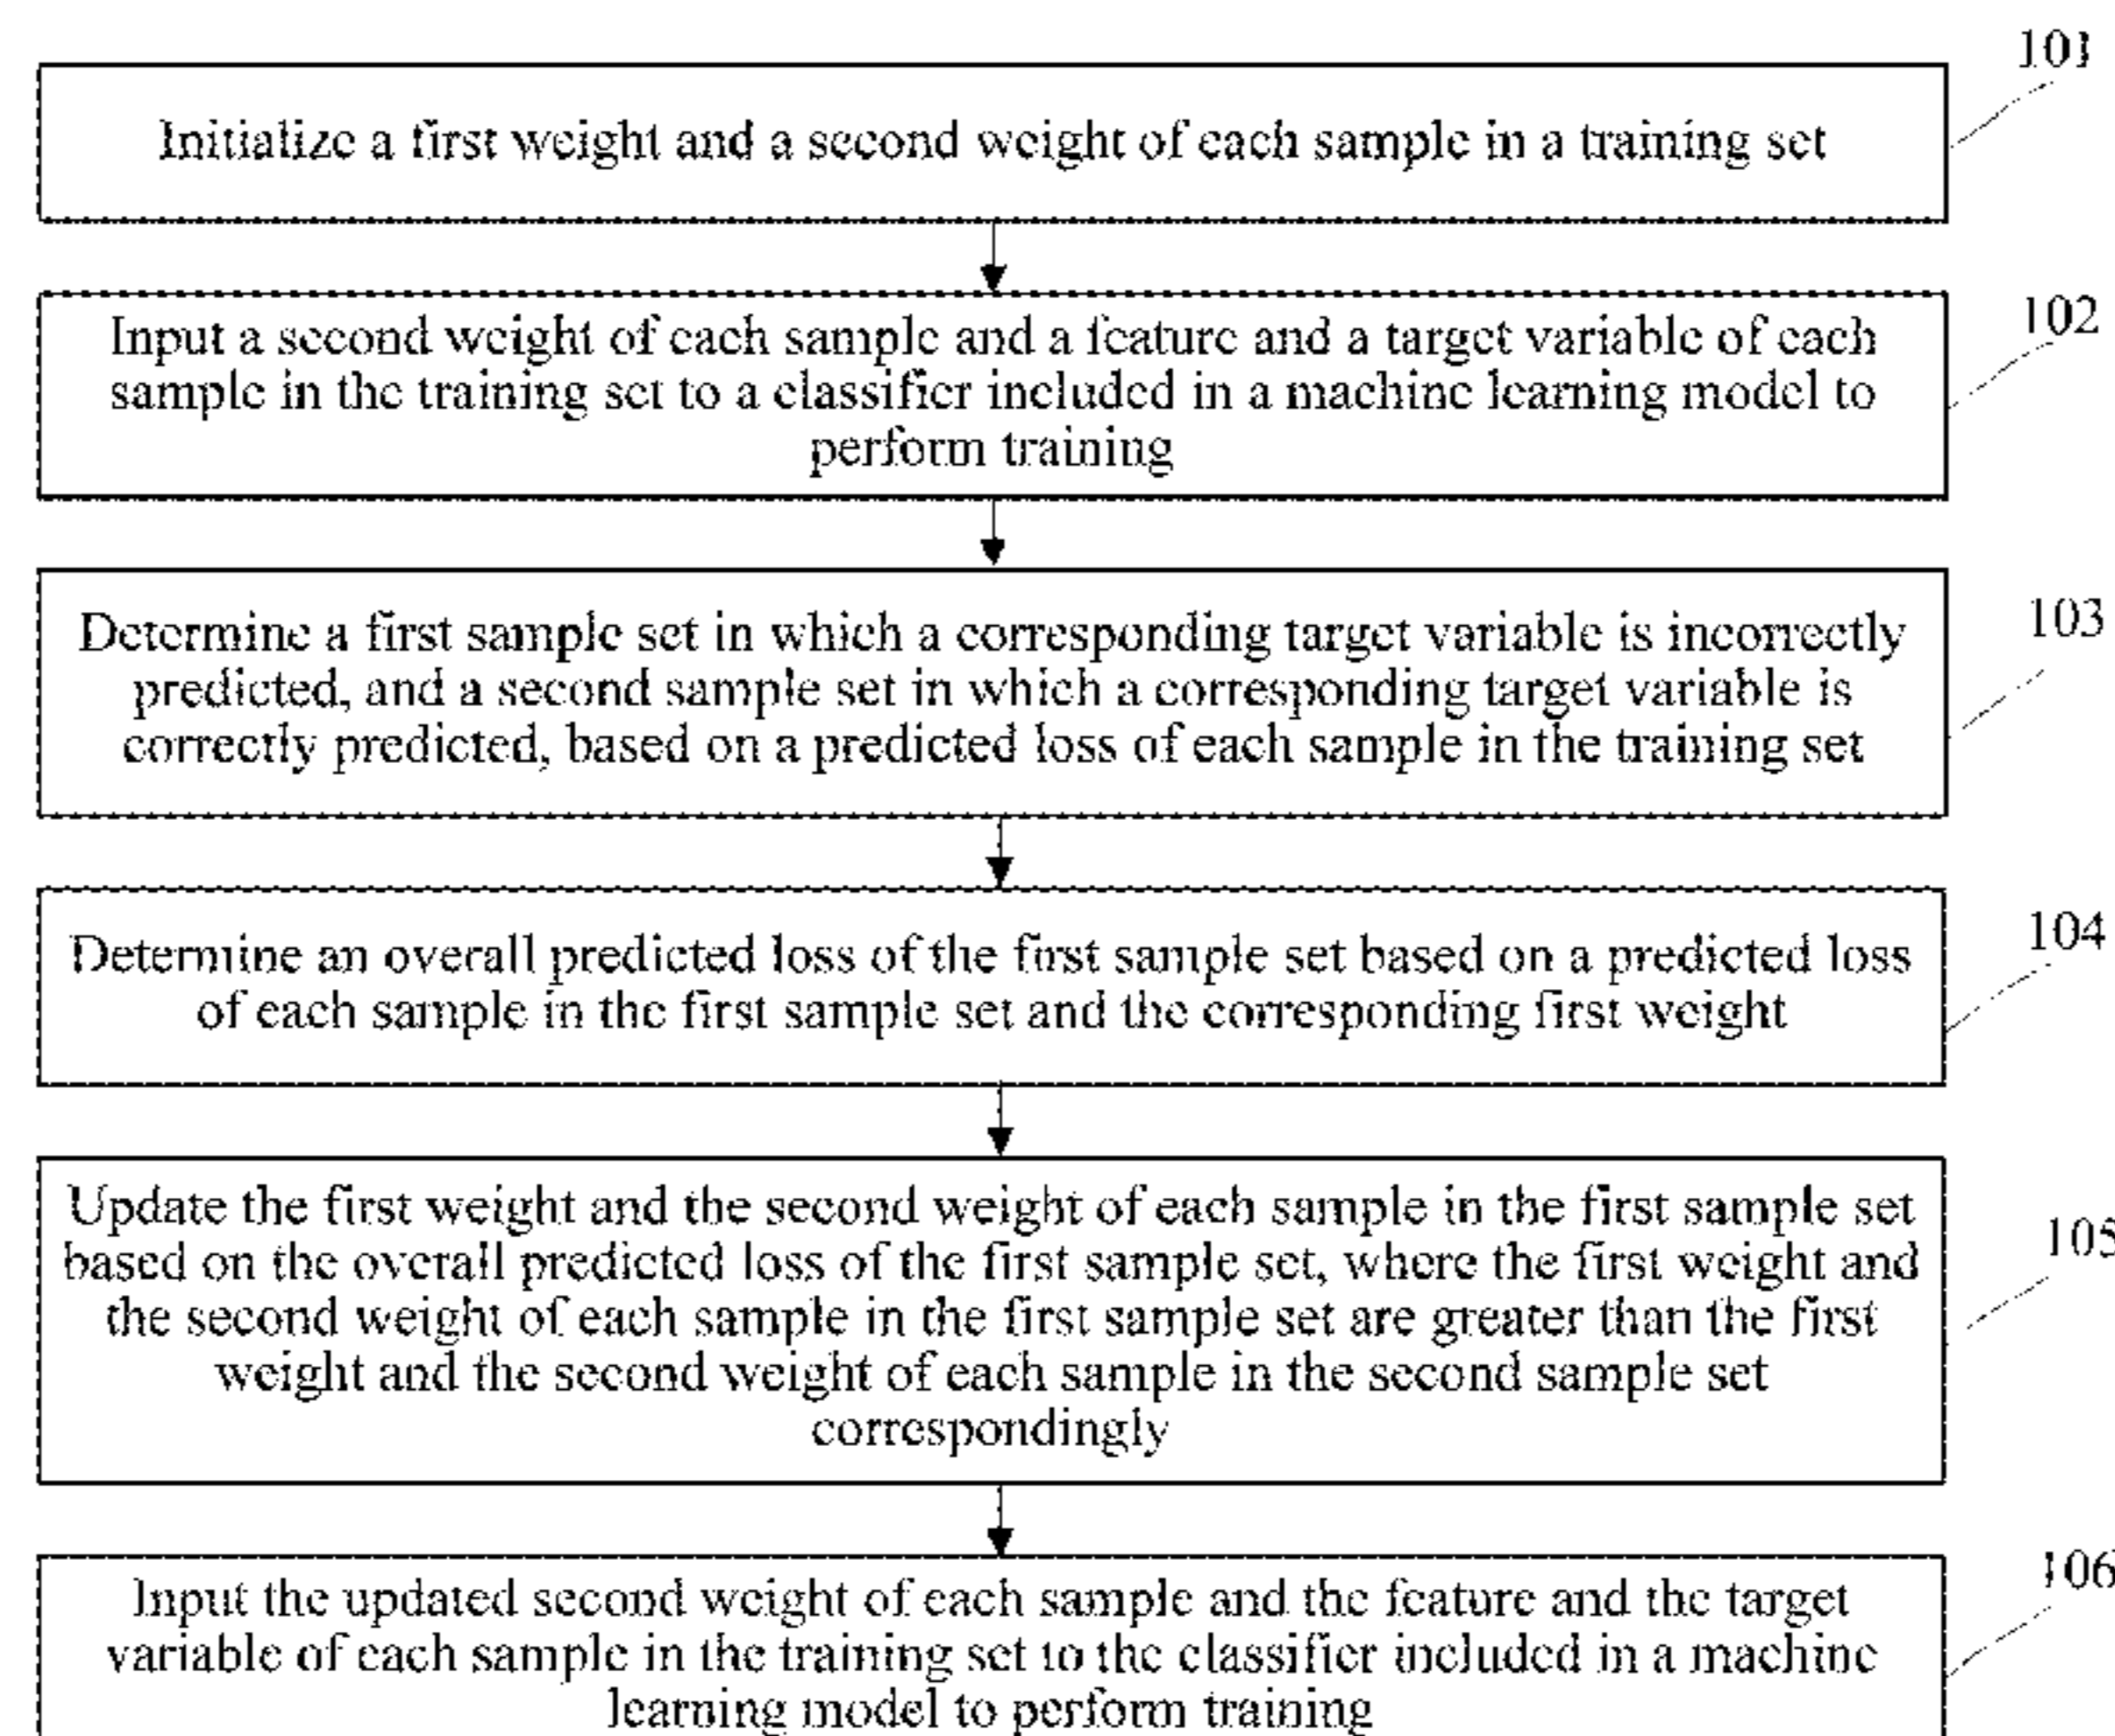 101
Initialize a first weight and a second weight of each sample in a training set
102
Input a second weight of each sample and a feature and a target variable of each
sample in the training set to a classifier included in a machine learning model to
perform training
103
Determine a first sample set in which a corresponding target variable is incorrectly
predicted, and a second sample set in which a corresponding target variable is
correctly predicted, based on a predicted loss of each sample in the training set
104
Determine an overall predicted loss of the first sample set based on a predicted loss
of each sample in the first sample set and the corresponding first weight
105
Update the first weight and the second weight of each sample in the first sample set
based on the overall predicted loss of the first sample set, where the first weight and
the second weight of each sample in the first sample set are greater than the first
weight and the second weight of each sample in the second sample set
correspondingly
106
Input the updated second weight of each sample and the feature and the target
variable of each sample in the training set to the classifier included in a machine
learning model to perform training